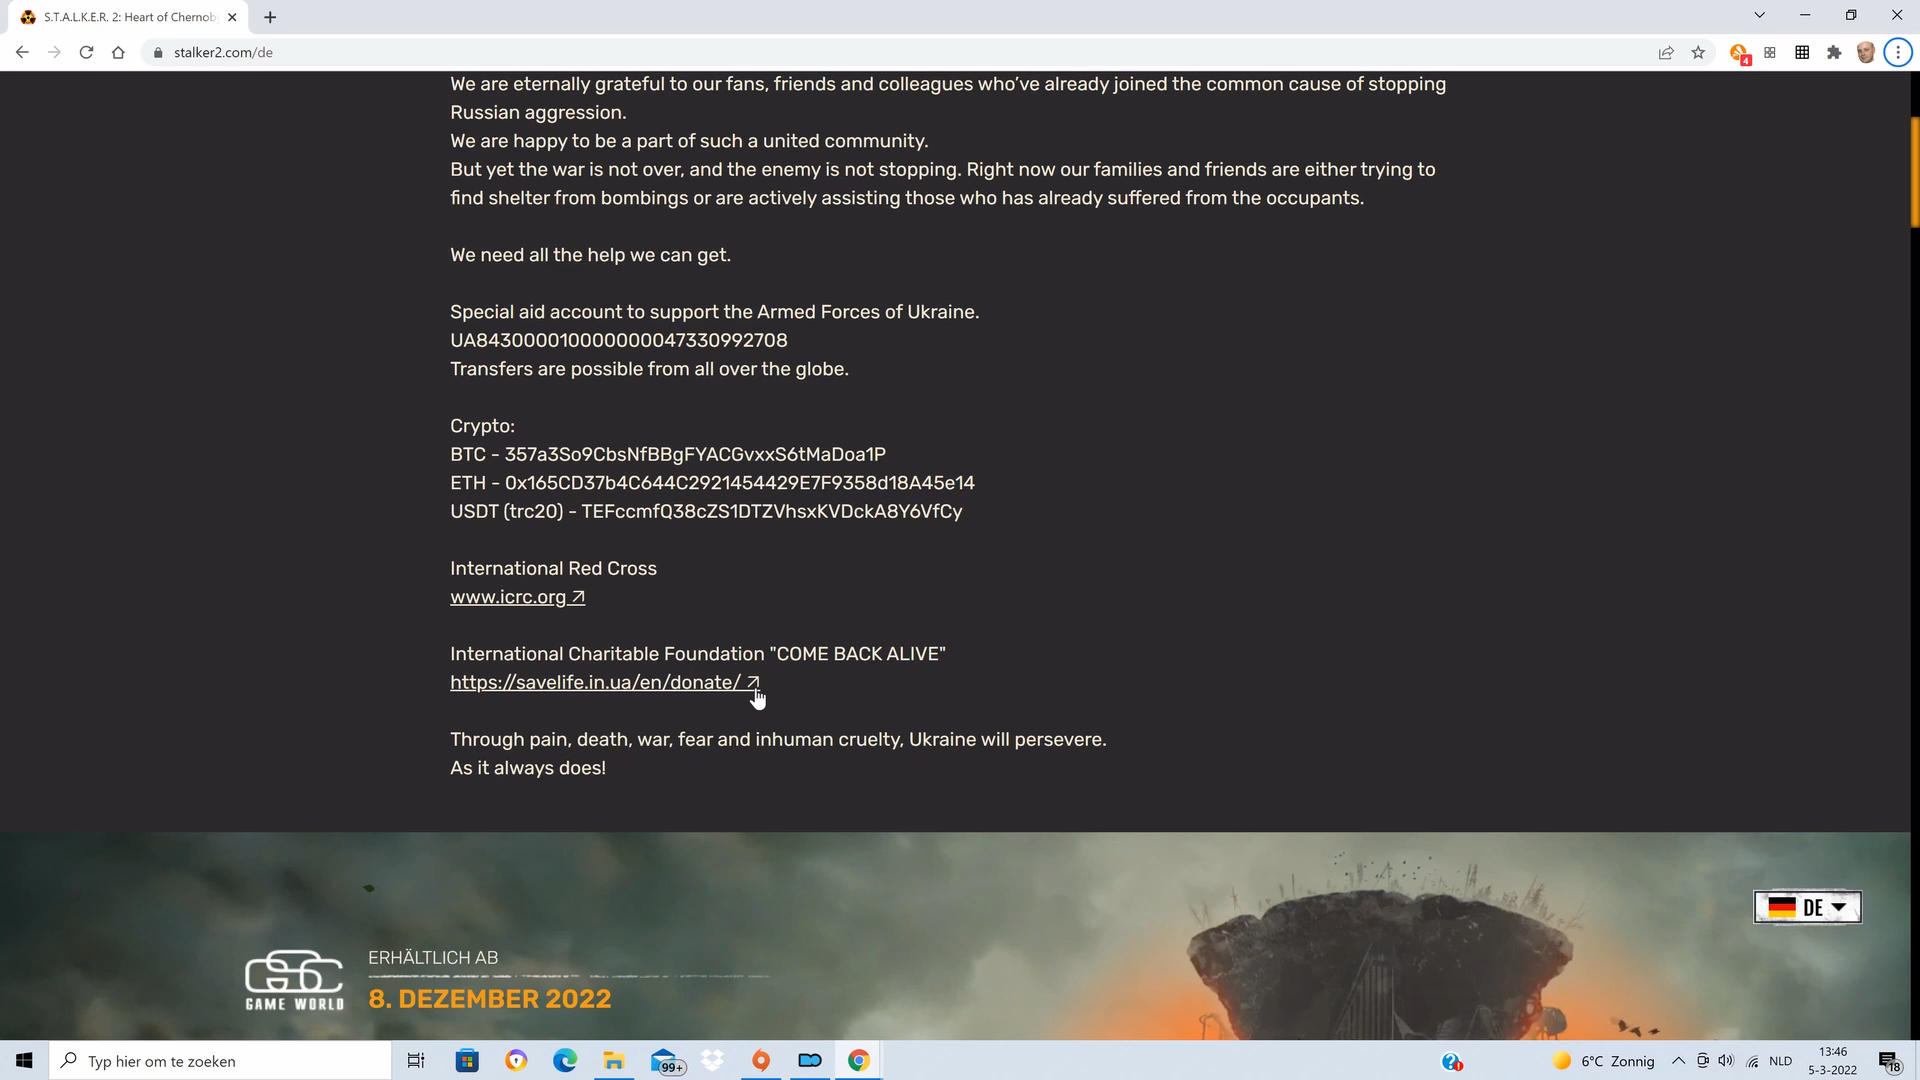 S.T.A.L.K.E.R. 2: Heart of Chernob
stalker2.com/de
4
We are eternally grateful to our fans, friends and colleagues who've already joined the common cause of stopping
Russian aggression.
We are happy to be a part of such a united community.
But yet the war is not over, and the enemy is not stopping. Right now our families and friends are either trying to
find shelter from bombings or are actively assisting those who has already suffered from the occupants.
We need all the help we can get.
Special aid account to support the Armed Forces of Ukraine.
UA843000010000000047330992708
Transfers are possible from all over the globe.
Crypto:
BTC - 357a3So9CbsNfBBgFYACGvxxS6tMaDoa1P
ETH - 0x165CD37b4C644C2921454429E7F9358d18A45e14
USDT (trc20) - TEFccmfQ38cZS1DTZVhsxKVDckA8Y6VfCy
International Red Cross
www.icrc.org
International Charitable Foundation "COME BACK ALIVE"
https://savelife.in.ua/en/donate/
Through pain, death, war, fear and inhuman cruelty, Ukraine will persevere.
As it always does!
DE
GSC
GAME WORLD
ERHÄLTLICH AB
8. DEZEMBER 2022
Typ hier om te zoeken
99+
6°C Zonnig
NLD
13:46
5-3-2022
18